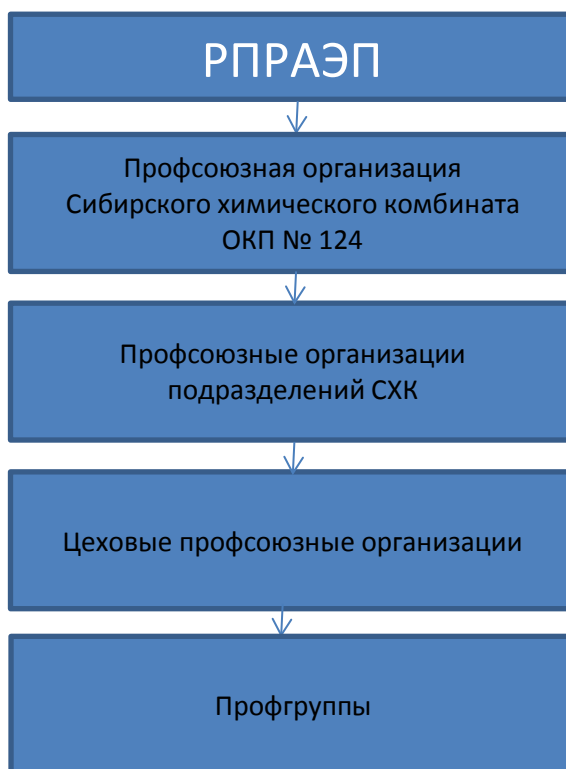 РПРАЭП
Профсоюзная организация
Сибирского химического комбината
ОКП № 124
Профсоюзные организации
подразделений СХК
Цеховые профсоюзные организации
Профгруппы